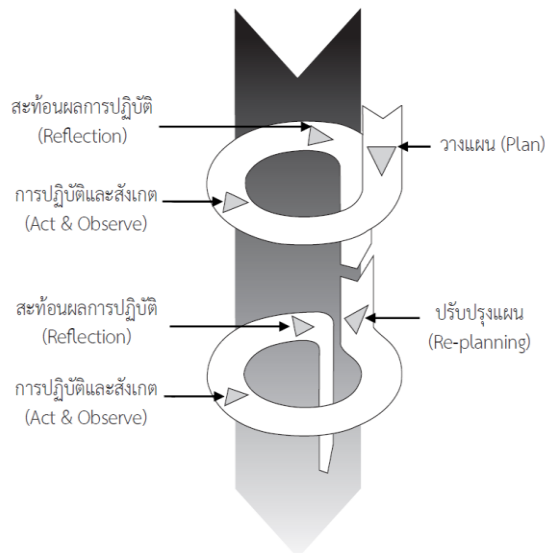 สะท้อนผลการปฏิบัติ
(Reflection)
วางแผน (Plan)
การปฏิบัติและสังเกต
(Act & Observe)
สะท้อนผลการปฏิบัติ
(Reflection)
ปรับปรุงแผน
(Re-planning)
การปฏิบัติและสังเกต
(Act & Observe)